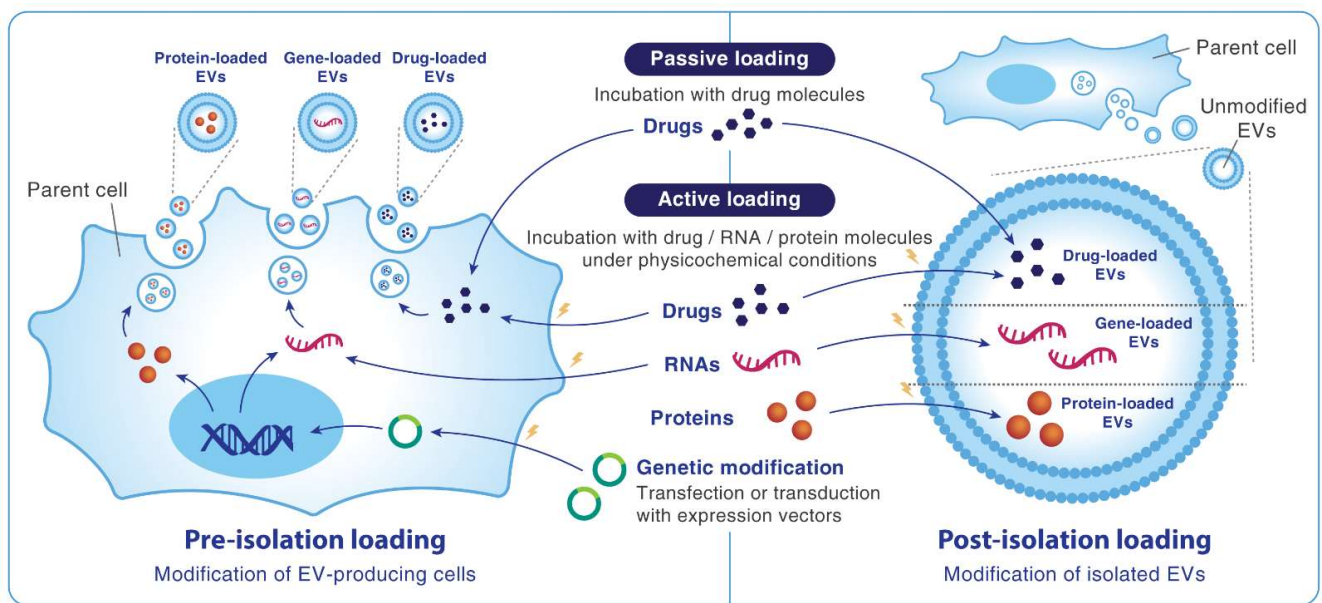 Protein-loaded
EVs
Gene-loaded
EVs
Drug-loaded
EVs
Parent cell
Passive loading
Incubation with drug molecules
Drugs
Active loading
Incubation with drug / RNA / protein molecules
under physicochemical conditions
Drugs
RNAs
Proteins
Genetic modification
Transfection or transduction
with expression vectors
Parent cell
Unmodified
EVs
Drug-loaded
EVs
Gene-loaded
EVs
Protein-loaded
EVs
Pre-isolation loading
Modification of EV-producing cells
Post-isolation loading
Modification of isolated EVs